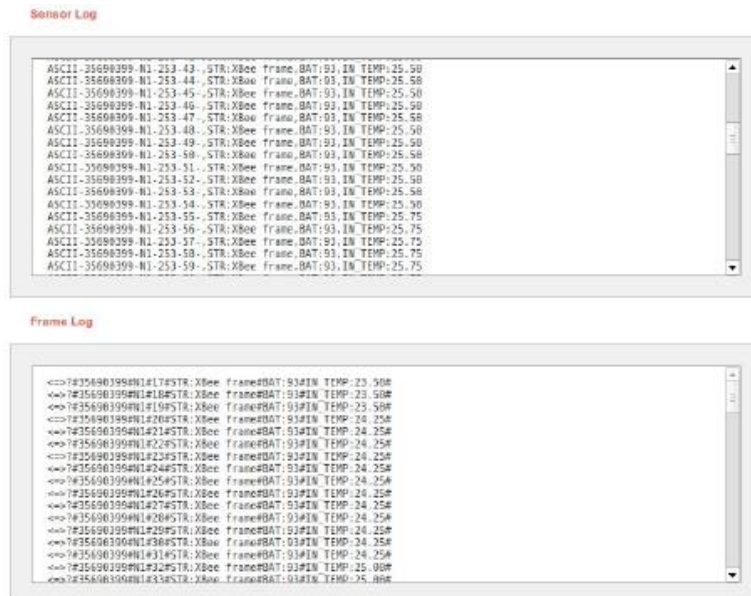 Sensor Log
ASCII-35690399-N1-253-43-,STR:XBee frame,BAT:93,IN_TEMP:25.50
ASCII-35690399-N1-253-44-,STR:XBee frame,BAT:93,IN_TEMP:25.50
ASCII-35690399-N1-253-45-,STR:XBee frame,BAT:93,IN_TEMP:25.50
ASCII-35690399-N1-253-46-,STR:XBee frame,BAT:93,IN_TEMP:25.50
ASCII-35690399-N1-253-47-,STR:XBee frame,BAT:93,IN_TEMP:25.50
ASCII-35690399-N1-253-48-,STR:XBee frame,BAT:93,IN_TEMP:25.50
ASCII-35690399-N1-253-49-,STR:XBee frame,BAT:93,IN_TEMP:25.50
ASCII-35690399-N1-253-50-,STR:XBee frame,BAT:93,IN_TEMP:25.50
ASCII-35690399-N1-253-51-,STR:XBee frame,BAT:93,IN_TEMP:25.50
ASCII-35690399-N1-253-52-,STR:XBee frame,BAT:93,IN_TEMP:25.50
ASCII-35690399-N1-253-53-,STR:XBee frame,BAT:93,IN_TEMP:25.50
ASCII-35690399-N1-253-54-,STR:XBee frame,BAT:93,IN_TEMP:25.50
ASCII-35690399-N1-253-55-,STR:XBee frame,BAT:93,IN_TEMP:25.75
ASCII-35690399-N1-253-56-,STR:XBee frame,BAT:93,IN_TEMP:25.75
ASCII-35690399-N1-253-57-,STR:XBee frame,BAT:93,IN_TEMP:25.75
ASCII-35690399-N1-253-58-,STR:XBee frame,BAT:93,IN_TEMP:25.75
ASCII-35690399-N1-253-59-,STR:XBee frame,BAT:93,IN_TEMP:25.75
Frame Log
<=>?#35690399#N1#17#STR:XBee frame#BAT:93#IN_TEMP:23.50#
<=>?#35690399#N1#18#STR:XBee frame#BAT:93#IN_TEMP:23.50#
<=>?#35690399#N1#19#STR:XBee frame#BAT:93#IN_TEMP:23.50#
<=>?#35690399#N1#20#STR:XBee frame#BAT:93#IN_TEMP:24.25#
<=>?#35690399#N1#21#STR:XBee frame#BAT:93#IN_TEMP:24.25#
<=>?#35690399#N1#22#STR:XBee frame#BAT:93#IN_TEMP:24.25#
<=>?#35690399#N1#23#STR:XBee frame#BAT:93#IN_TEMP:24.25#
<=>?#35690399#N1#24#STR:XBee frame#BAT:93#IN_TEMP:24.25#
<=>?#35690399#N1#25#STR:XBee frame#BAT:93#IN_TEMP:24.25#
<=>?#35690399#N1#26#STR:XBee frame#BAT:93#IN_TEMP:24.25#
<=>?#35690399#N1#27#STR:XBee frame#BAT:93#IN_TEMP:24.25#
<=>?#35690399#N1#28#STR:XBee frame#BAT:93#IN_TEMP:24.25#
<=>?#35690399#N1#29#STR:XBee frame#BAT:93#IN_TEMP:24.25#
<=>?#35690399#N1#30#STR:XBee frame#BAT:93#IN_TEMP:24.25#
<=>?#35690399#N1#31#STR:XBee frame#BAT:93#IN_TEMP:24.25#
<=>?#35690399#N1#32#STR:XBee frame#BAT:93#IN_TEMP:25.00#
<=>?#35690399#N1#33#STR:XBee frame#BAT:93#IN_TEMP:25.00#